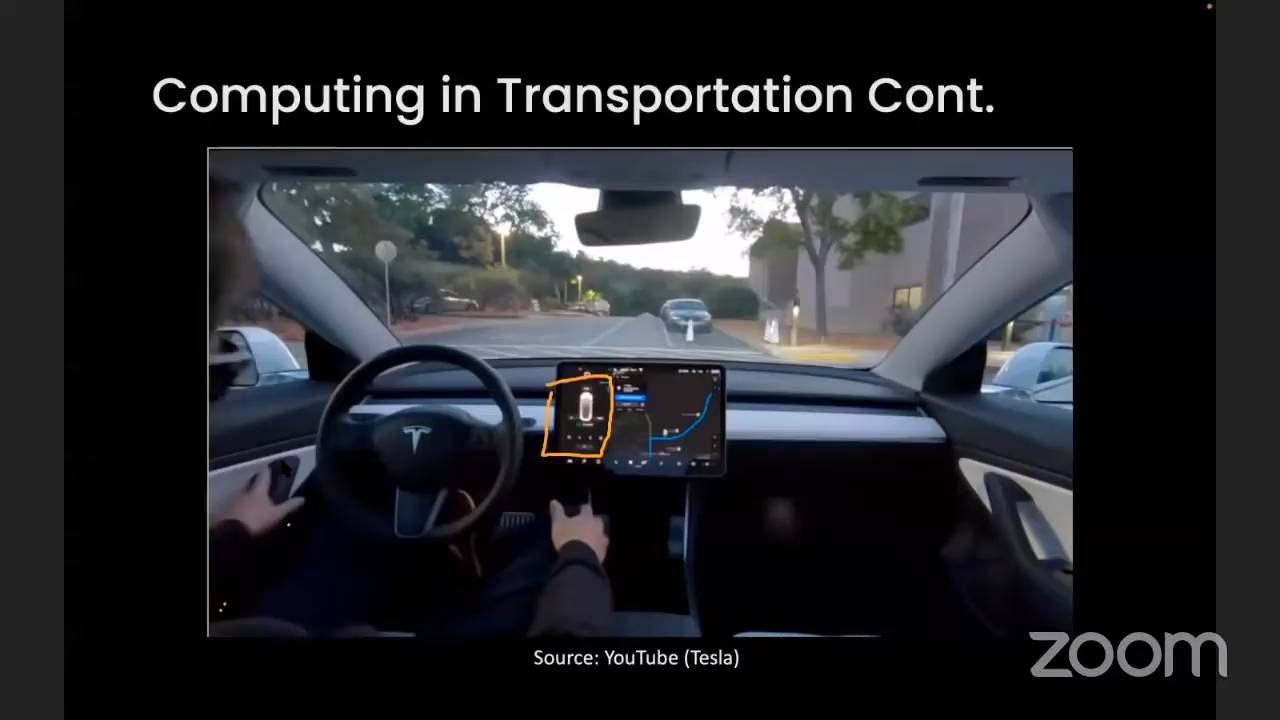 Computing in Transportation Cont.
Source: YouTube (Tesla)
zoom